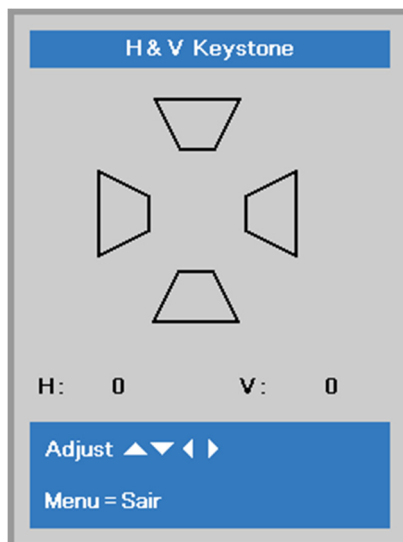 H & V Keystone
H: 0 V: 0
Adjust ▲▼◀▶
Menu = Sair